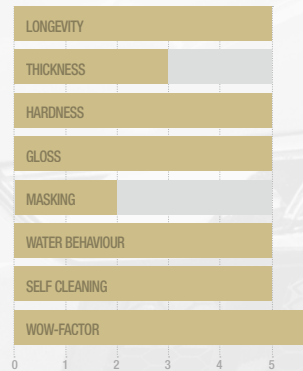 LONGEVITY
THICKNESS
HARDNESS
GLOSS
MASKING
WATER BEHAVIOUR
SELF CLEANING
WOW-FACTOR
0 1 2 3 4 5